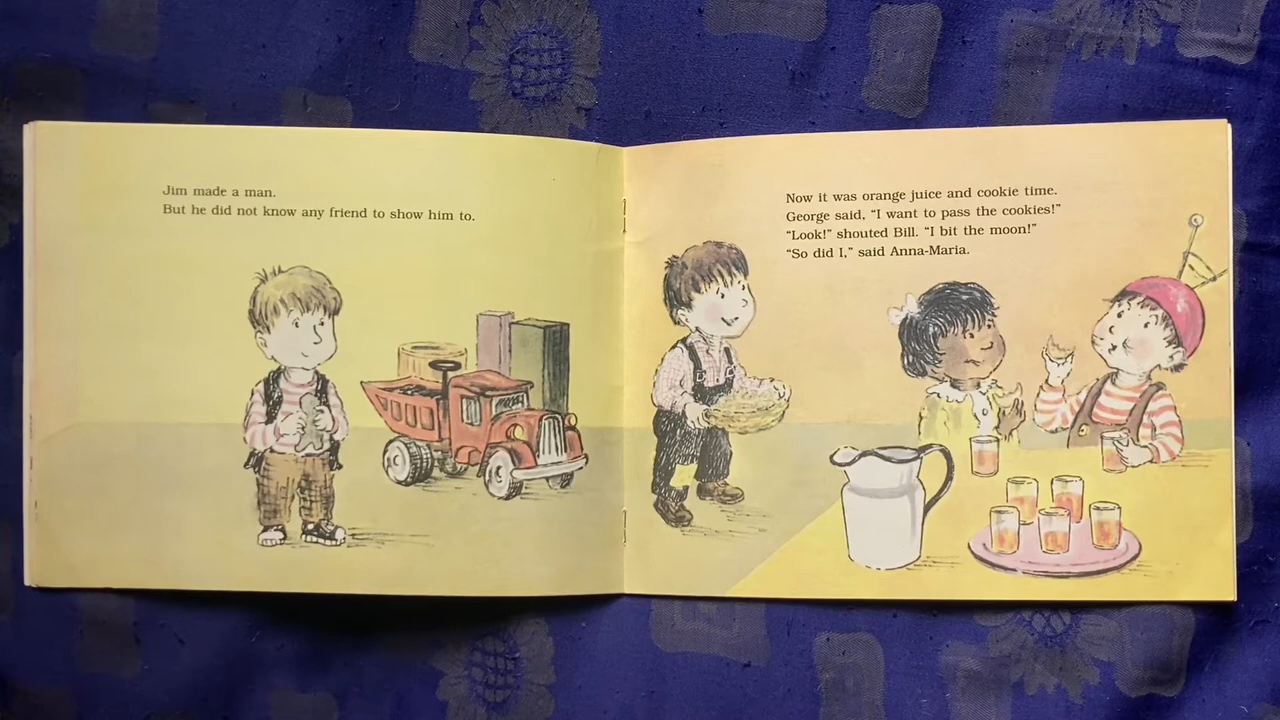 Jim made a man.
But he did not know any friend to show him to.
Now it was orange juice and cookie time.
George said, “I want to pass the cookies!”
“Look!” shouted Bill. “I bit the moon!”
“So did I,” said Anna-Maria.